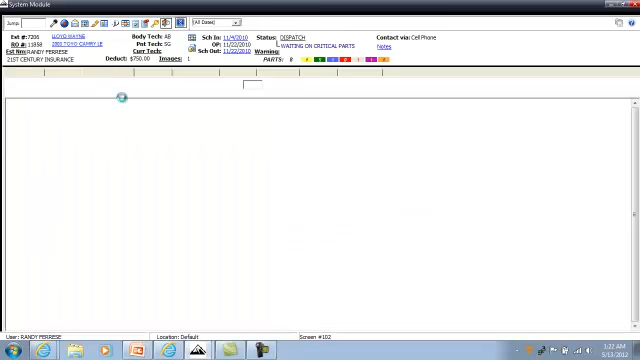 System Module
Jump: (All Dates)
Est #: 7206 LLOYD WAYNE Body Tech: AB Sch In: 11/4/2010 Status: DISPATCH Contact via: Cell Phone
RO #: 11858 2003 TOYO CAMRY LE Pnt Tech: SG OP: 11/22/2010 WAITING ON CRITICAL PARTS Notes
Est Nm: RANDY FERRESE Curr Tech: Sch Out: 11/22/2010 Warning:
21ST CENTURY INSURANCE Deduct: $750.00 Images: 1 PARTS: 8
User: RANDY FERRESE Location: Default Screen #102
1:22 AM
5/13/2012